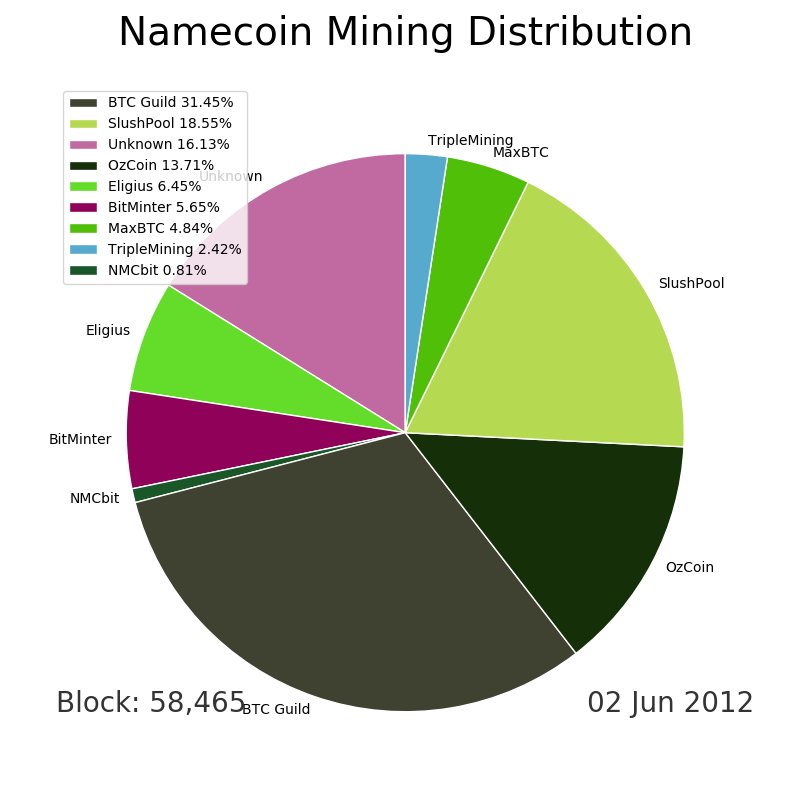 Namecoin Mining Distribution
BTC Guild 31.45%
SlushPool 18.55%
Unknown 16.13%
OzCoin 13.71%
Eligius 6.45%
BitMinter 5.65%
MaxBTC 4.84%
TripleMining 2.42%
NMCbit 0.81%
TripleMining
MaxBTC
Unknown
SlushPool
Eligius
BitMinter
NMCbit
OzCoin
BTC Guild
Block: 58,465
02 Jun 2012